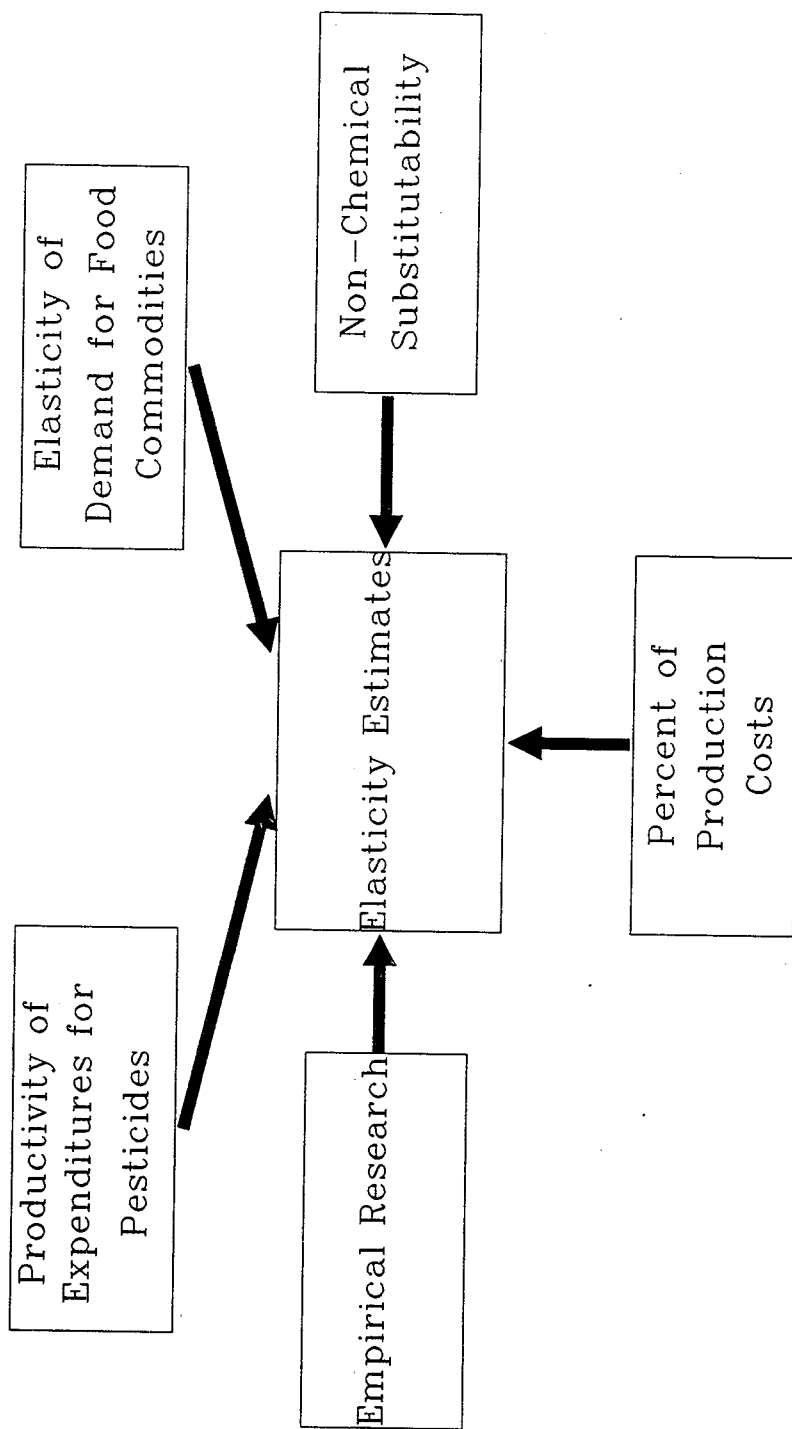 Productivity of
Expenditures for
Pesticides
Elasticity of
Demand for Food
Commodities
Empirical Research
Elasticity Estimates
Non-Chemical
Substitutability
Percent of
Production
Costs